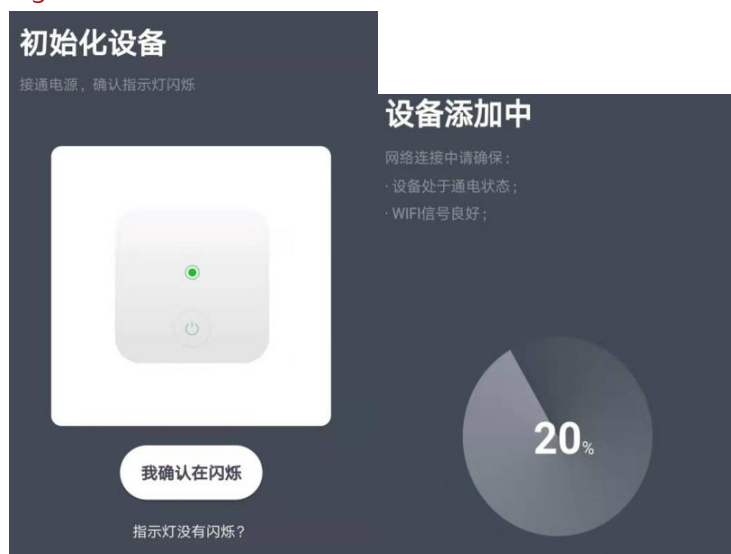 初始化设备
接通电源，确认指示灯闪烁
我确认在闪烁
指示灯没有闪烁？
设备添加中
网络连接中请确保：
·设备处于通电状态；
·WIFI信号良好；
20%